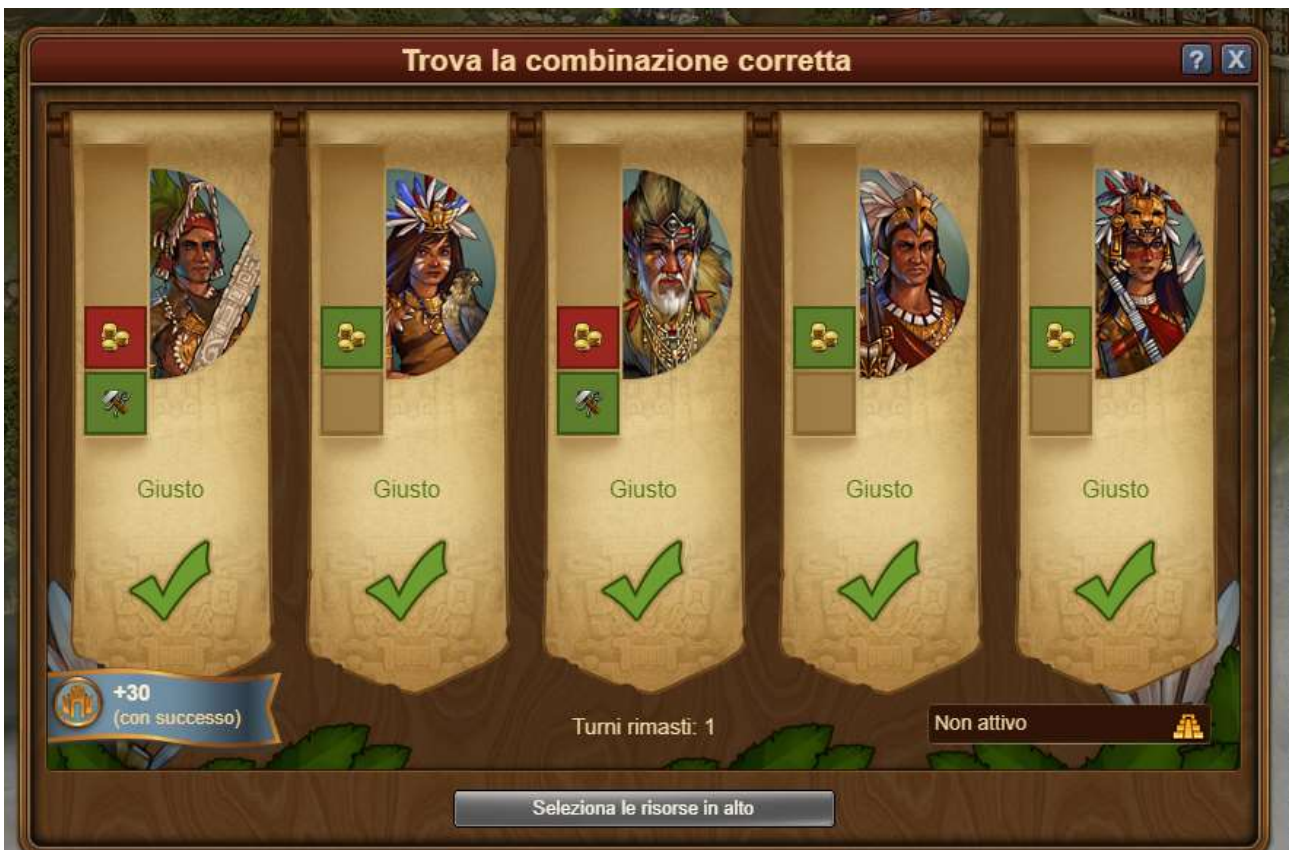 Trova la combinazione corretta
? X
Giusto
Giusto
Giusto
Giusto
Giusto
+30
(con successo)
Turni rimasti: 1
Non attivo
Seleziona le risorse in alto